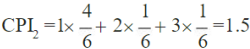 CPI₂ = 1× 4/6 + 2× 1/6 + 3× 1/6 = 1.5